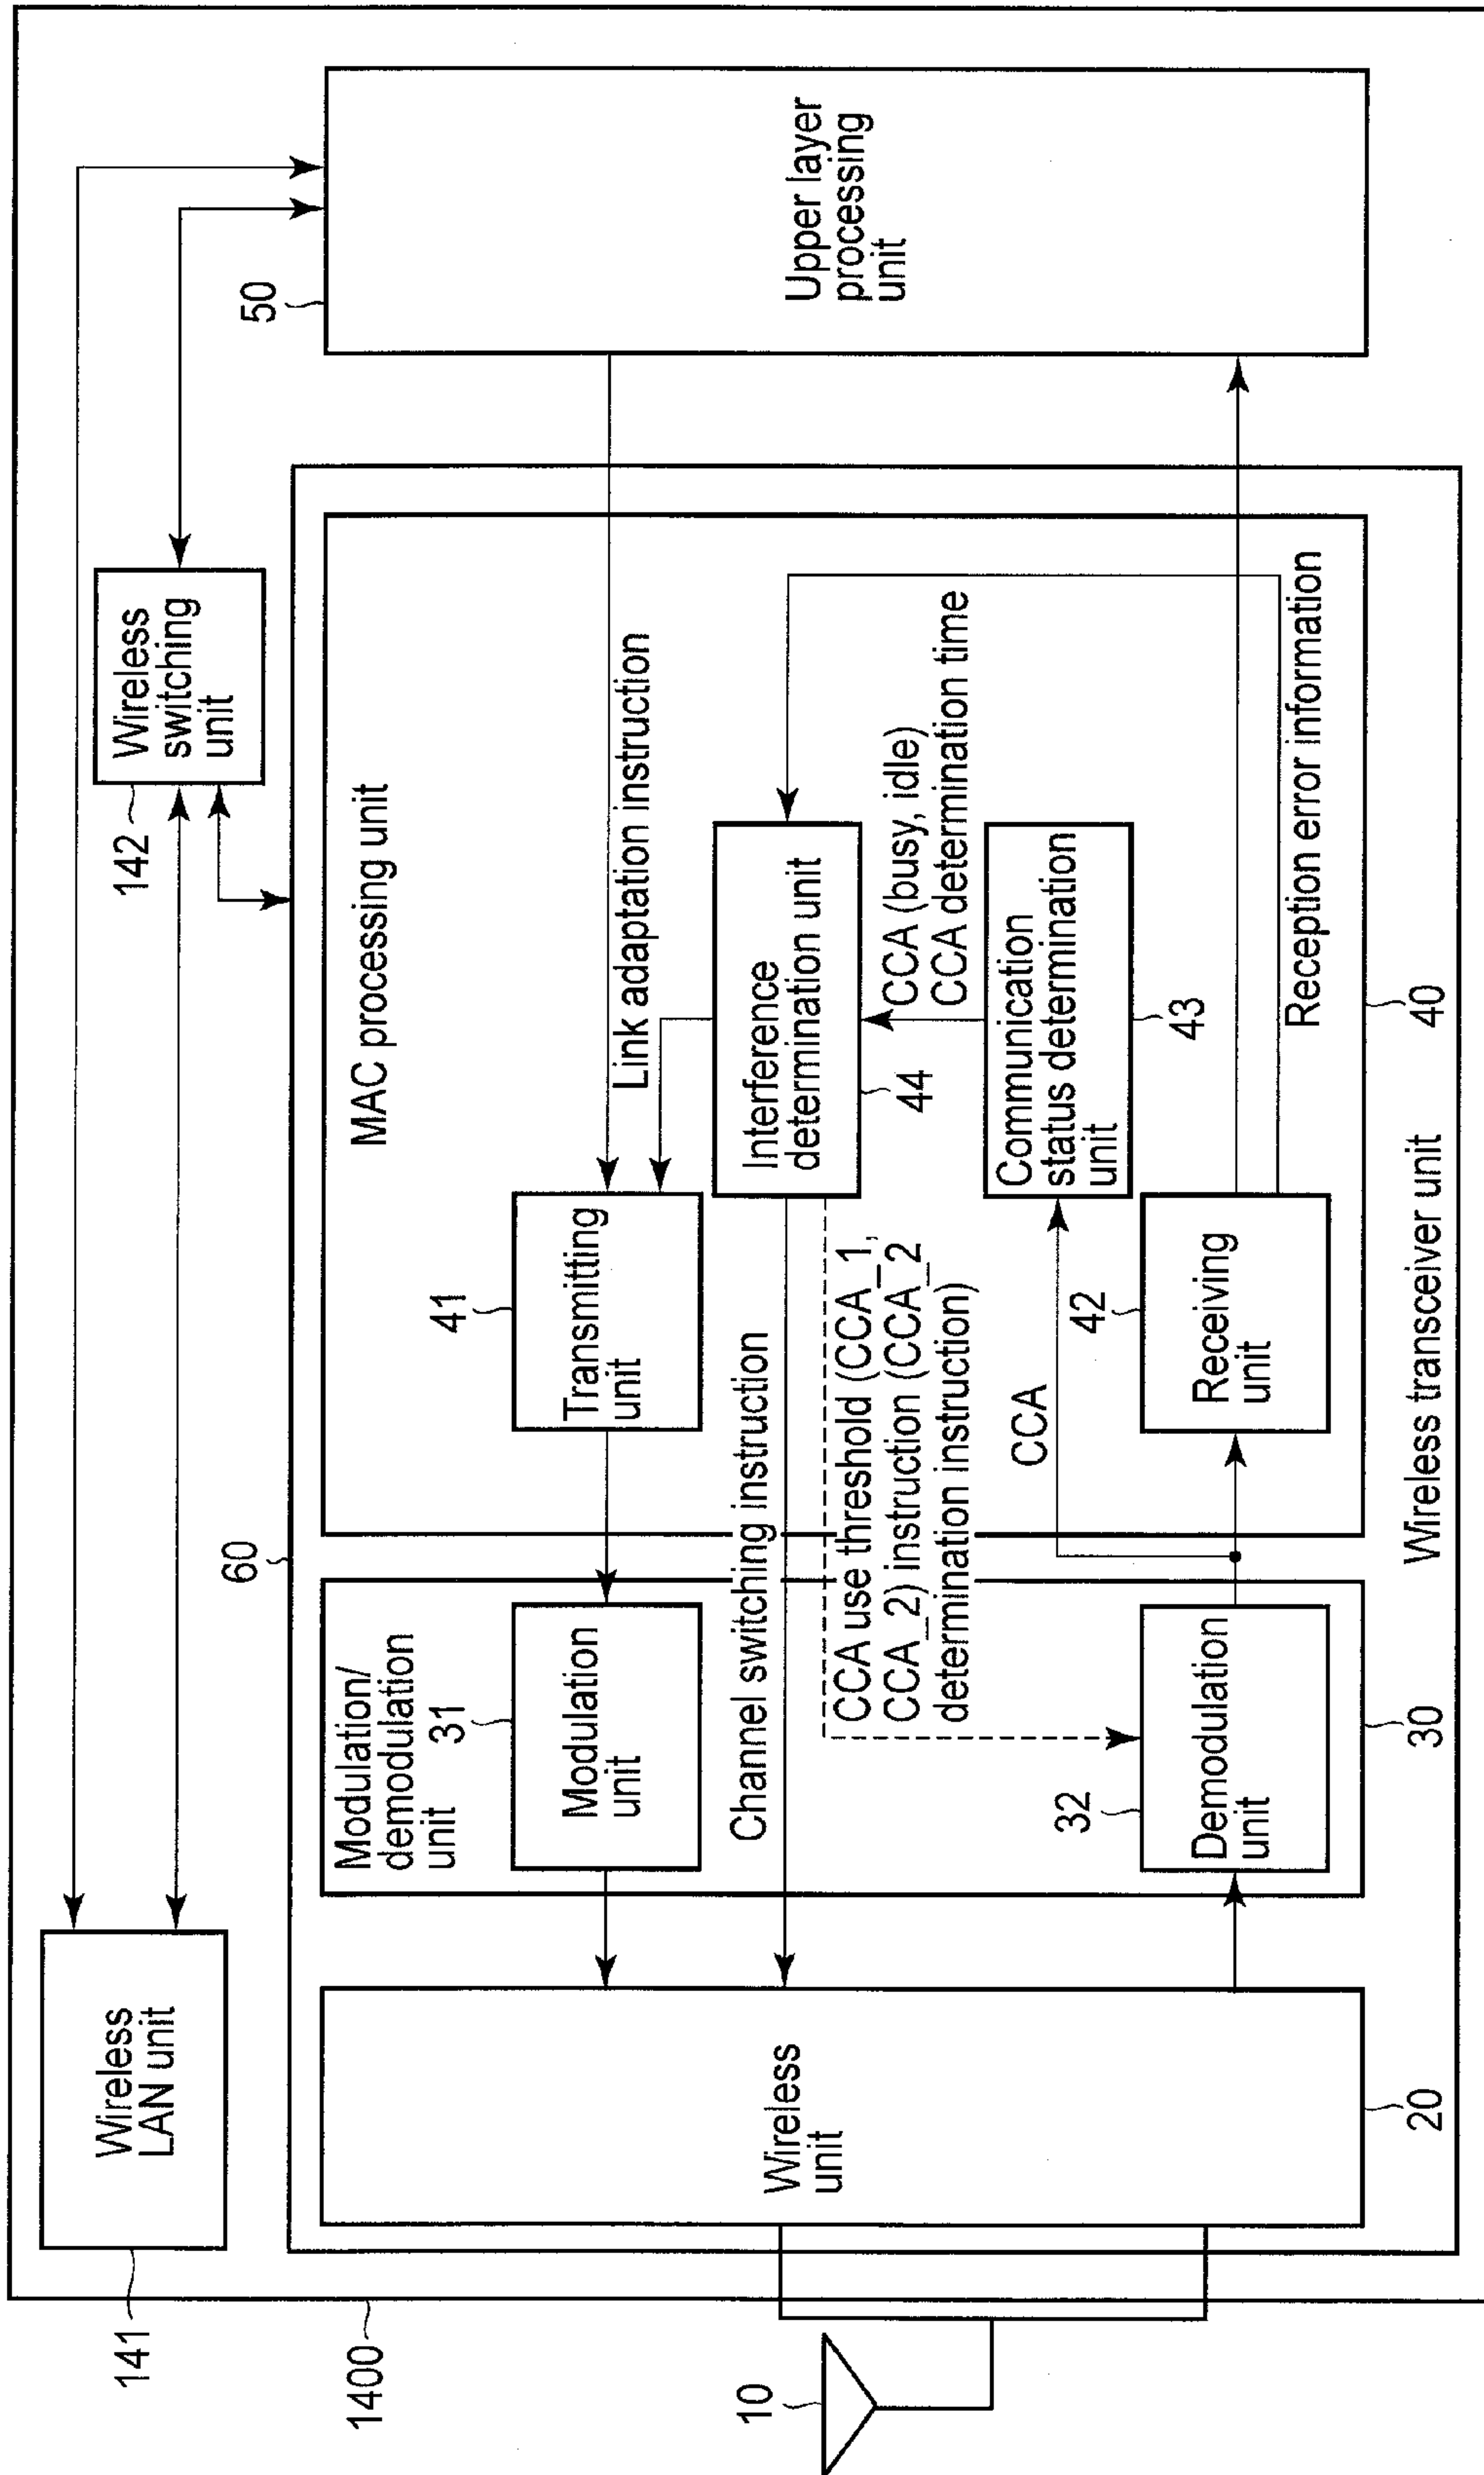 1400
141
Wireless
LAN unit
142
Wireless
switching
unit
60
50
Upper layer
processing
unit
10
Wireless
unit
20
Modulation/
demodulation
unit
31
Modulation
unit
32
Demodulation
unit
30
MAC processing unit
41
Transmitting
unit
Link adaptation instruction
Channel switching instruction
Interference
determination unit
44
CCA use threshold (CCA_1,
CCA_2) instruction (CCA_2
determination instruction)
CCA (busy, idle)
CCA determination time
Communication
status determination
unit
43
CCA
42
Receiving
unit
Reception error information
40
Wireless transceiver unit